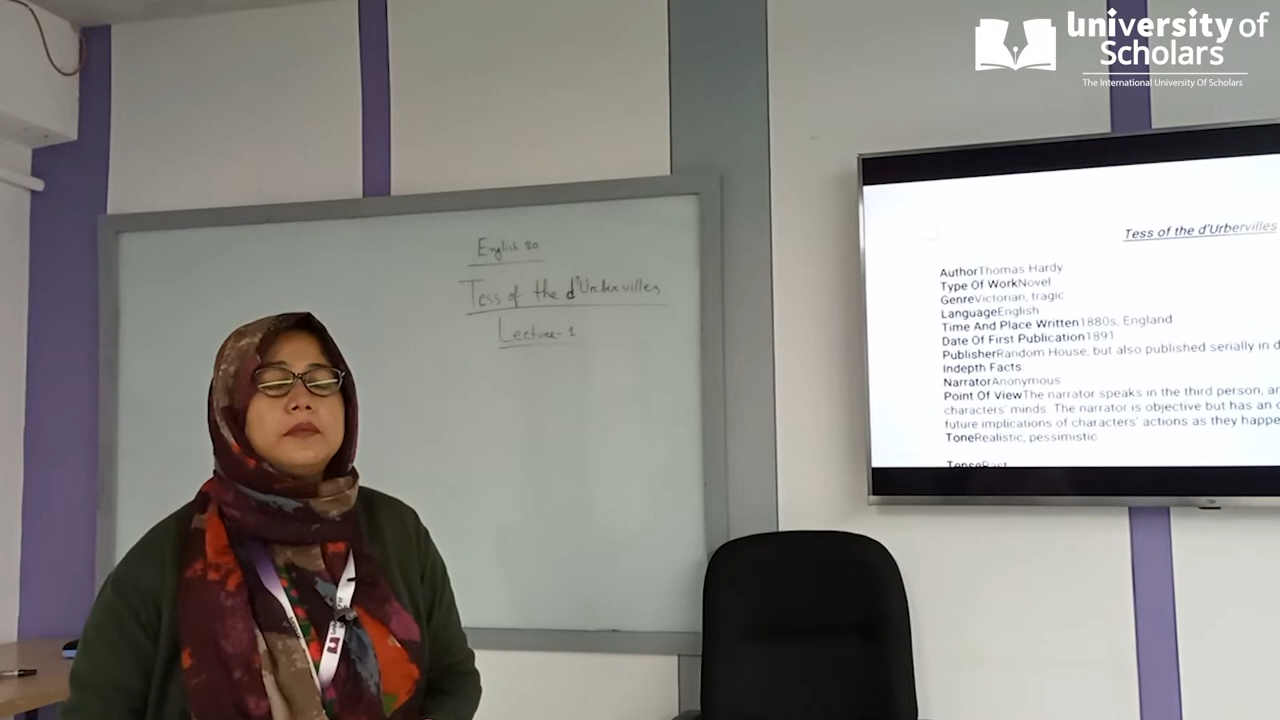 University of
Scholars
The International University Of Scholars
English 80
Tess of the d'Urbervilles
Lecture-1
Tess of the d'Urbervilles
AuthorThomas Hardy
Type Of WorkNovel
GenreVictorian, tragic
LanguageEnglish
Time And Place Written1880s, England
Date Of First Publication1891
PublisherRandom House, but also published serially in d
Indepth Facts:
NarratorAnonymous
Point Of ViewThe narrator speaks in the third person, an
characters' minds. The narrator is objective but has an
future implications of characters' actions as they happe
ToneRealistic, pessimistic
TensePast